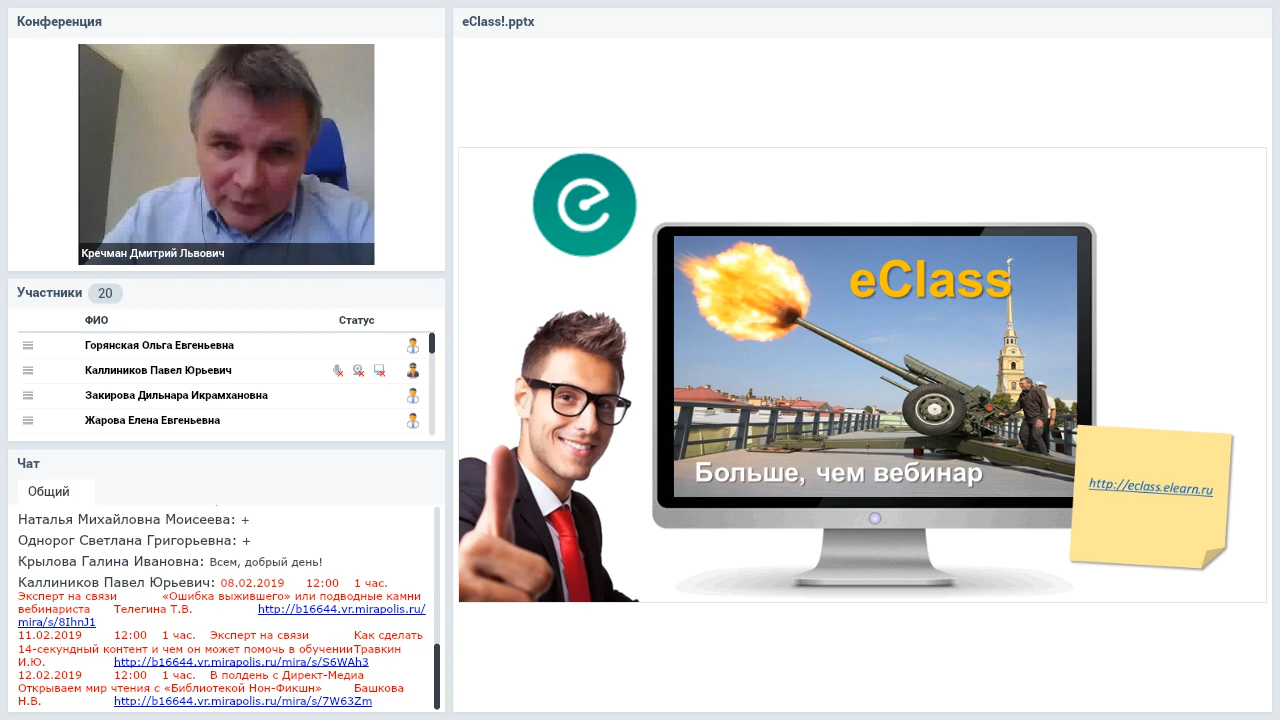 Конференция
Кречман Дмитрий Львович
Участники 20
ФИО Статус
Горянская Ольга Евгеньевна
Каллиников Павел Юрьевич
Закирова Дильнара Икрамхановна
Жарова Елена Евгеньевна
Чат
Общий
Наталья Михайловна Моисеева: +
Однорог Светлана Григорьевна: +
Крылова Галина Ивановна: Всем, добрый день!
Каллиников Павел Юрьевич: 08.02.2019 12:00 1 час.
Эксперт на связи «Ошибка выжившего» или подводные камни
вебинариста Телегина Т.В. http://b16644.vr.mirapolis.ru/
mira/s/8IhnJ1
11.02.2019 12:00 1 час. Эксперт на связи Как сделать
14-секундный контент и чем он может помочь в обучении Травкин
И.Ю. http://b16644.vr.mirapolis.ru/mira/s/S6WAh3
12.02.2019 12:00 1 час. В полдень с Директ-Медиа
Открываем мир чтения с «Библиотекой Нон-Фикшн» Башкова
Н.В. http://b16644.vr.mirapolis.ru/mira/s/7W63Zm
eClass!.pptx
e
eClass
Больше, чем вебинар
http://eclass.elearn.ru